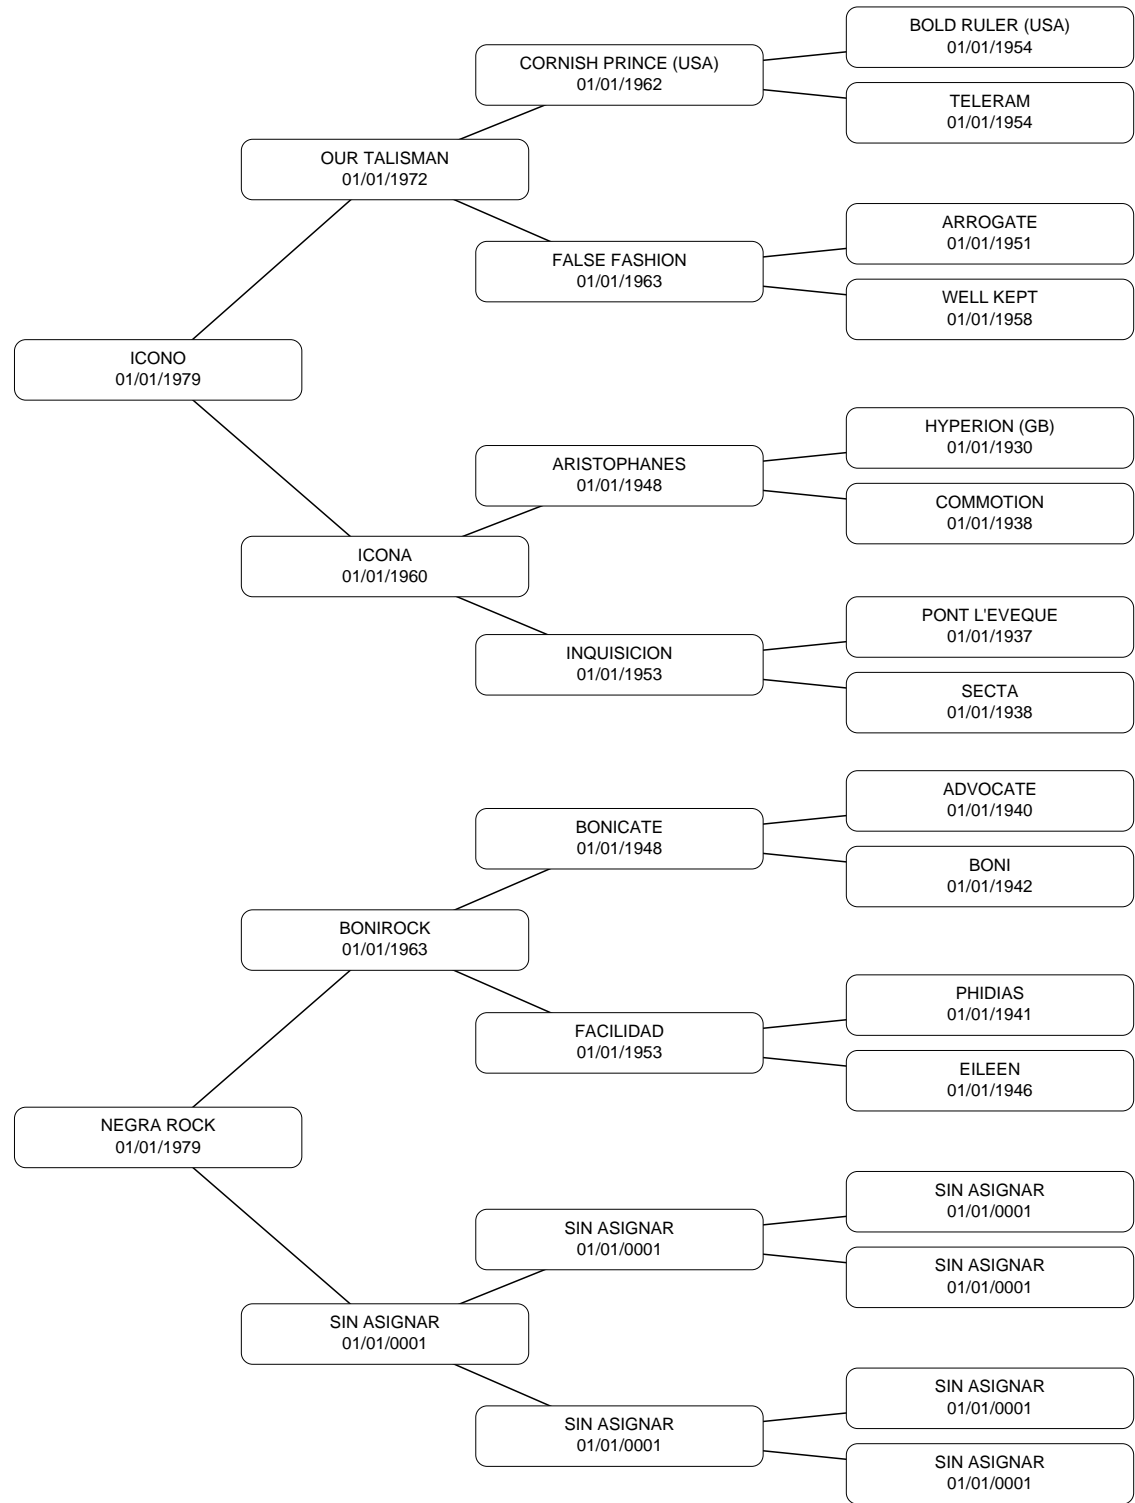 BOLD RULER (USA)
01/01/1954
CORNISH PRINCE (USA)
01/01/1962
TELERAM
01/01/1954
OUR TALISMAN
01/01/1972
ARROGATE
01/01/1951
FALSE FASHION
01/01/1963
WELL KEPT
01/01/1958
ICONO
01/01/1979
HYPERION (GB)
01/01/1930
ARISTOPHANES
01/01/1948
COMMOTION
01/01/1938
ICONA
01/01/1960
PONT L'EVEQUE
01/01/1937
INQUISICION
01/01/1953
SECTA
01/01/1938
ADVOCATE
01/01/1940
BONICATE
01/01/1948
BONI
01/01/1942
BONIROCK
01/01/1963
PHIDIAS
01/01/1941
FACILIDAD
01/01/1953
EILEEN
01/01/1946
NEGRA ROCK
01/01/1979
SIN ASIGNAR
01/01/0001
SIN ASIGNAR
01/01/0001
SIN ASIGNAR
01/01/0001
SIN ASIGNAR
01/01/0001
SIN ASIGNAR
01/01/0001
SIN ASIGNAR
01/01/0001
SIN ASIGNAR
01/01/0001